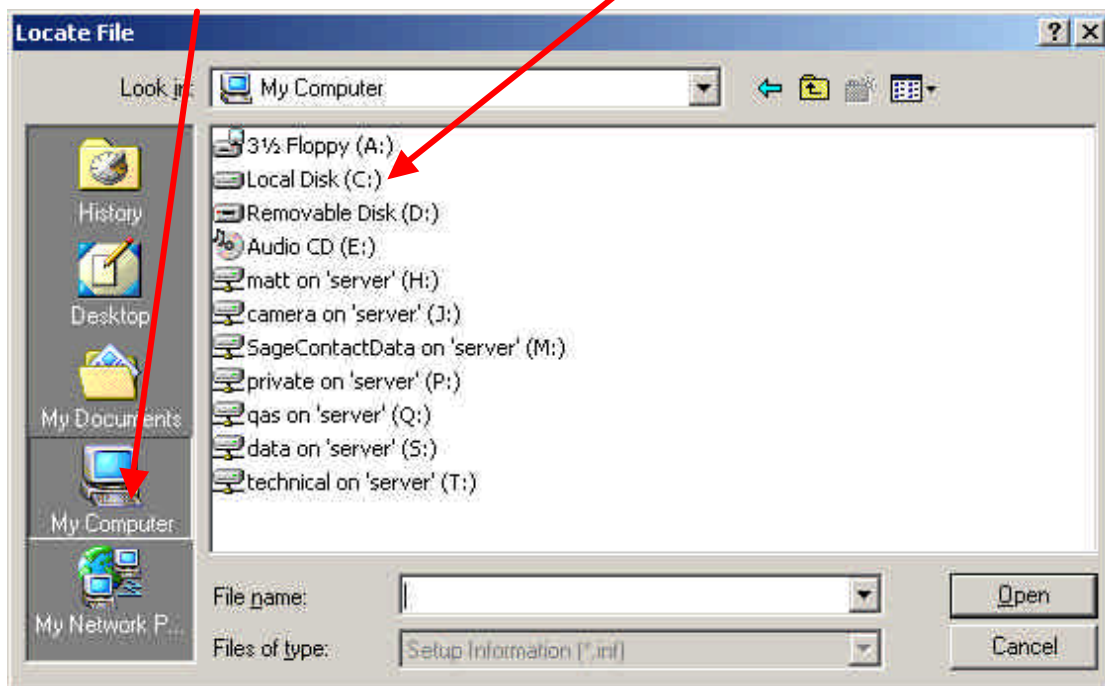 Locate File
Look in:
My Computer
3½ Floppy (A:)
Local Disk (C:)
Removable Disk (D:)
Audio CD (E:)
matt on 'server' (H:)
camera on 'server' (J:)
SageContactData on 'server' (M:)
private on 'server' (P:)
qas on 'server' (Q:)
data on 'server' (S:)
technical on 'server' (T:)
History
Desktop
My Documents
My Computer
My Network P...
File name:
Open
Files of type:
Setup Information (*.inf)
Cancel